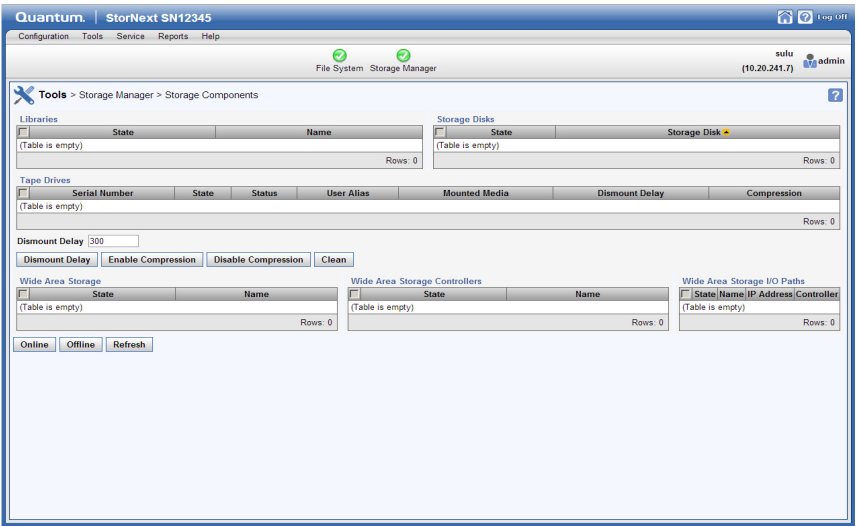 Quantum. StorNext SN12345 Log Off
Configuration Tools Service Reports Help
File System Storage Manager
sulu
(10.20.241.7)
admin
Tools > Storage Manager > Storage Components
Libraries
State Name
(Table is empty)
Rows: 0
Storage Disks
State Storage Disk
(Table is empty)
Rows: 0
Tape Drives
Serial Number State Status User Alias Mounted Media Dismount Delay Compression
(Table is empty)
Rows: 0
Dismount Delay 300
Dismount Delay Enable Compression Disable Compression Clean
Wide Area Storage
State Name
(Table is empty)
Rows: 0
Wide Area Storage Controllers
State Name
(Table is empty)
Rows: 0
Wide Area Storage I/O Paths
State Name IP Address Controller
(Table is empty)
Rows: 0
Online Offline Refresh